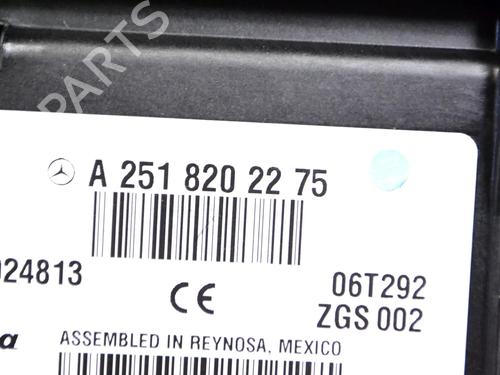 B-PARTS
A 251 820 22 75
024813
06T292
CE
ZGS 002
a
ASSEMBLED IN REYNOSA, MEXICO